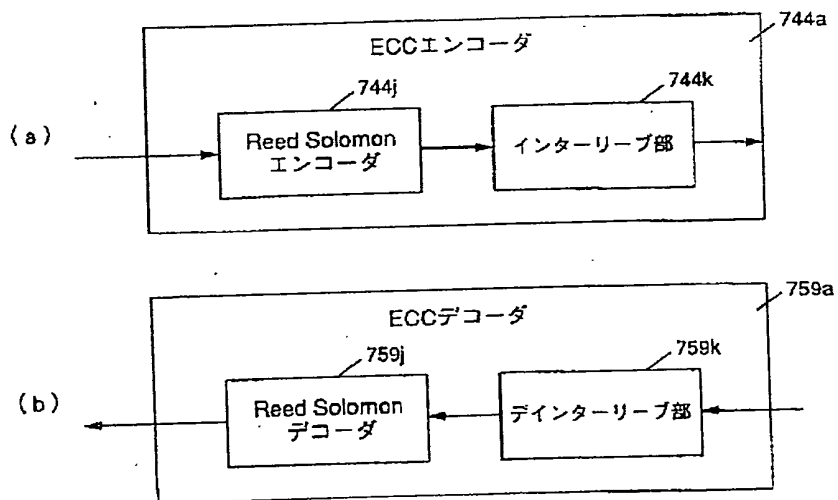 ECCエンコーダ
744a
744j
744k
(a)
Reed Solomon
エンコーダ
インターリーブ部
759a
ECCデコーダ
759j
759k
(b)
Reed Solomon
デコーダ
デインターリーブ部